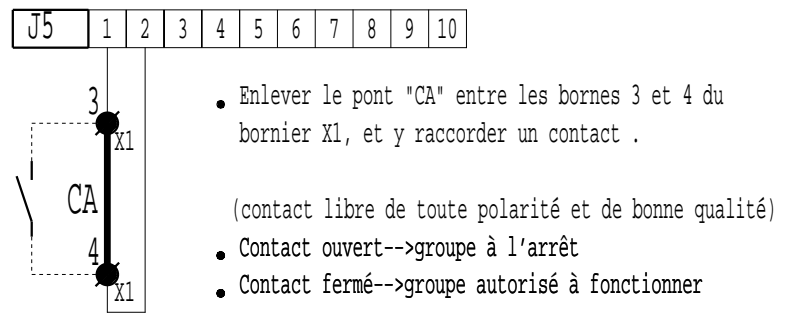 J5 1 2 3 4 5 6 7 8 9 10
• Enlever le pont "CA" entre les bornes 3 et 4 du
bornier X1, et y raccorder un contact .
3
X1
(contact libre de toute polarité et de bonne qualité)
CA
• Contact ouvert-->groupe à l'arrêt
4
• Contact fermé-->groupe autorisé à fonctionner
X1